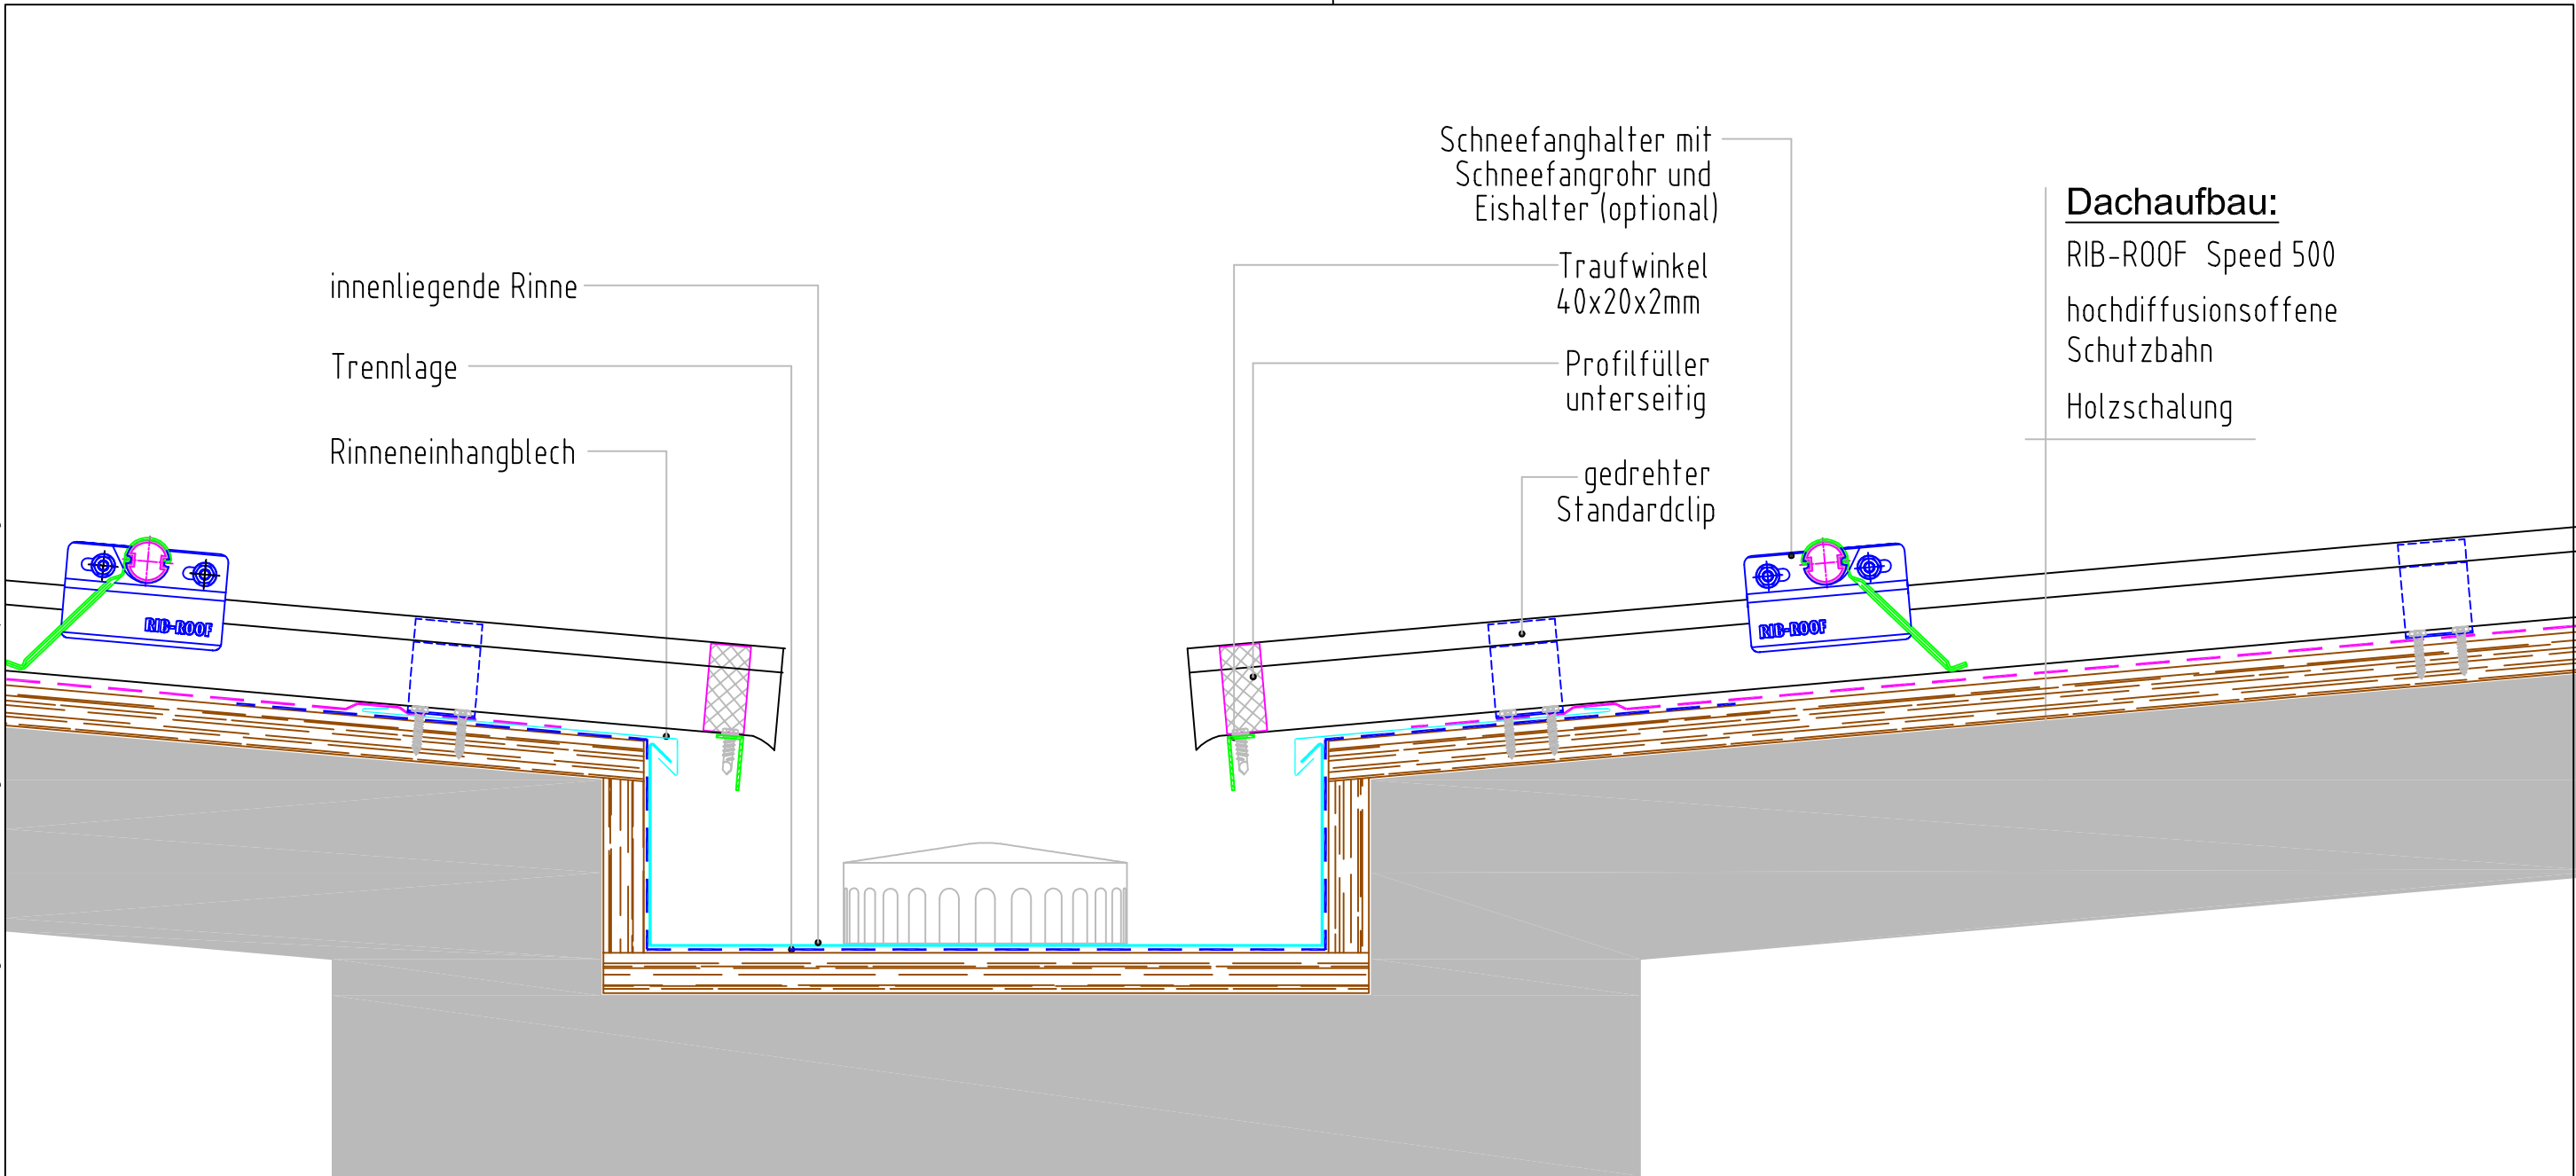 innenliegende Rinne
Trennlage
Rinneneinhangblech
Schneefanghalter mit
Schneefangrohr und
Eishalter (optional)
Traufwinkel
40x20x2mm
Profilfüller
unterseitig
gedrehter
Standardclip
Dachaufbau:
RIB-ROOF Speed 500
hochdiffusionsoffene
Schutzbahn
Holzschalung
RIB-ROOF
RIB-ROOF